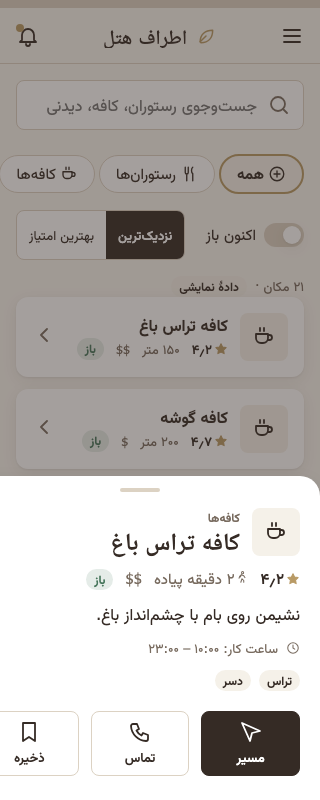 اطراف هتل
جست‌وجوی رستوران، کافه، دیدنی
همه
رستوران‌ها
کافه‌ها
اکنون باز
نزدیک‌ترین
بهترین امتیاز
۲۱ مکان · دادهٔ نمایشی
کافه تراس باغ
۴٫۲ ۱۵۰ متر $$ باز
کافه گوشه
۴٫۷ ۲۰۰ متر $ باز
کافه‌ها
کافه تراس باغ
۴٫۲ ۲ دقیقه پیاده $$ باز
نشیمن روی بام با چشم‌انداز باغ.
ساعت کار: ۱۰:۰۰ – ۲۳:۰۰
تراس
دسر
مسیر
تماس
ذخیره